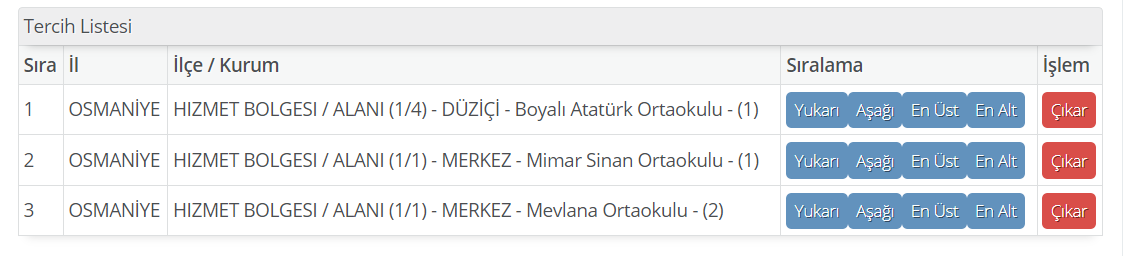 Tercih Listesi
Sıra İl İlçe / Kurum Sıralama İşlem
1 OSMANİYE HIZMET BOLGESI / ALANI (1/4) - DÜZİÇİ - Boyalı Atatürk Ortaokulu - (1) Yukarı Aşağı En Üst En Alt Çıkar
2 OSMANİYE HIZMET BOLGESI / ALANI (1/1) - MERKEZ - Mimar Sinan Ortaokulu - (1) Yukarı Aşağı En Üst En Alt Çıkar
3 OSMANİYE HIZMET BOLGESI / ALANI (1/1) - MERKEZ - Mevlana Ortaokulu - (2) Yukarı Aşağı En Üst En Alt Çıkar